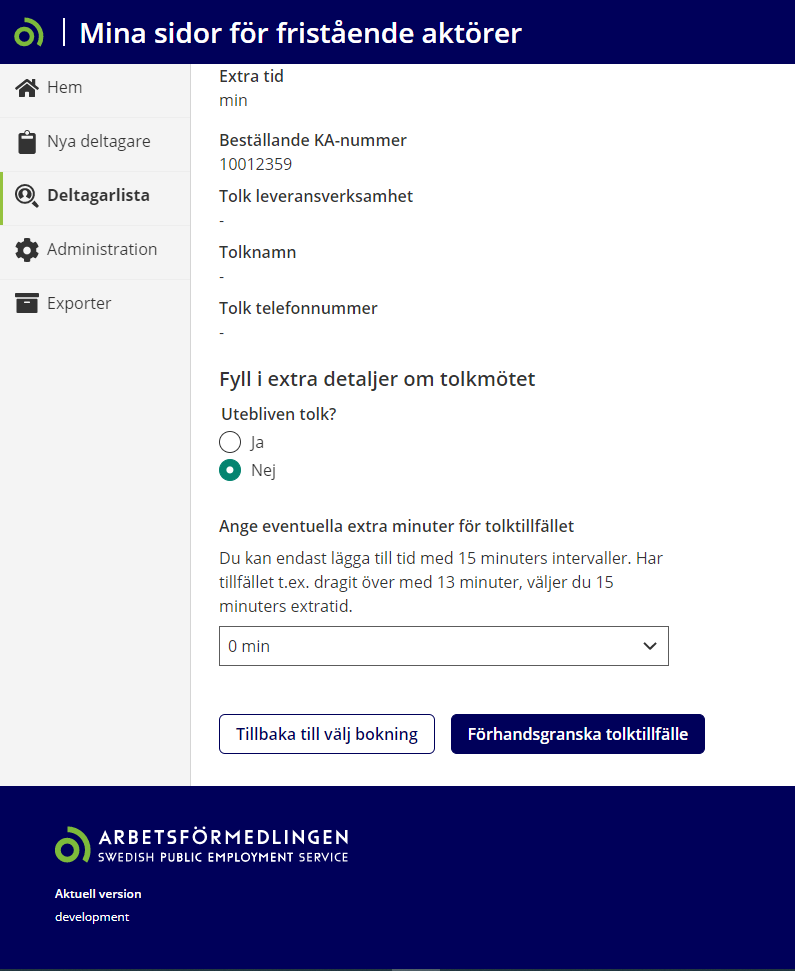 Mina sidor för fristående aktörer
Hem
Nya deltagare
Deltagarlista
Administration
Exporter
Extra tid
min
Beställande KA-nummer
10012359
Tolk leveransverksamhet
-
Tolknamn
-
Tolk telefonnummer
-
Fyll i extra detaljer om tolkmötet
Utebliven tolk?
Ja
Nej
Ange eventuella extra minuter för tolktillfället
Du kan endast lägga till tid med 15 minuters intervaller. Har
tillfället t.ex. dragit över med 13 minuter, väljer du 15
minuters extratid.
0 min
Tillbaka till välj bokning
Förhandsgranska tolktillfälle
ARBETSFÖRMEDLINGEN
SWEDISH PUBLIC EMPLOYMENT SERVICE
Aktuell version
development